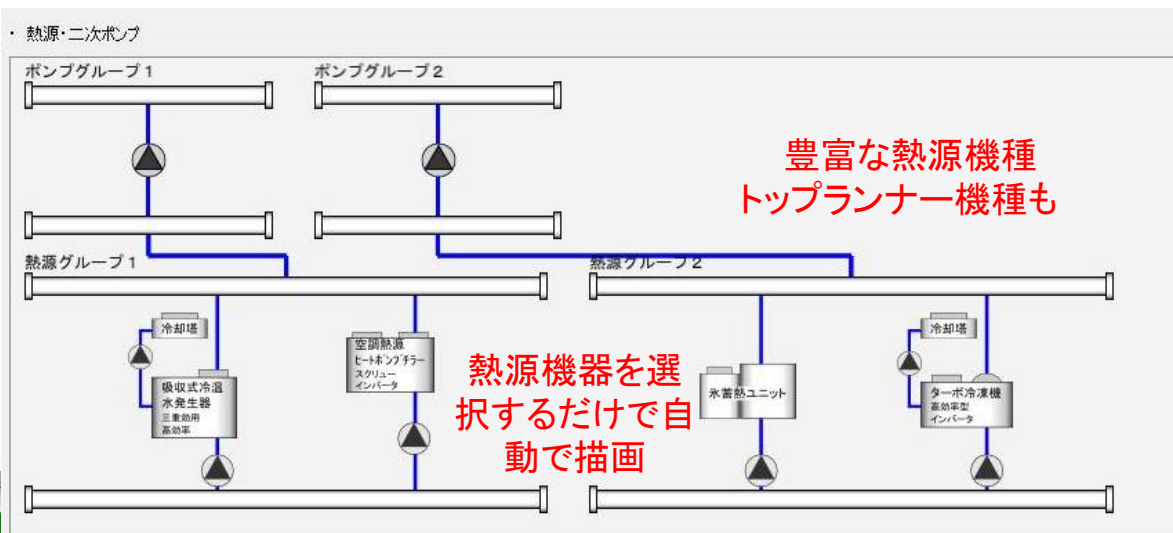 ・ 熱源・二次ポンプ
ポンプグループ1
ポンプグループ2
豊富な熱源機種
トップランナー機種も
熱源グループ1
熱源グループ2
冷却塔
吸収式冷温
水発生器
三重効用
高効率
空調熱源
ヒートポンプチラー
スクリュー
インバータ
熱源機器を選
択するだけで自
動で描画
氷蓄熱ユニット
冷却塔
ターボ冷凍機
高効率型
インバータ